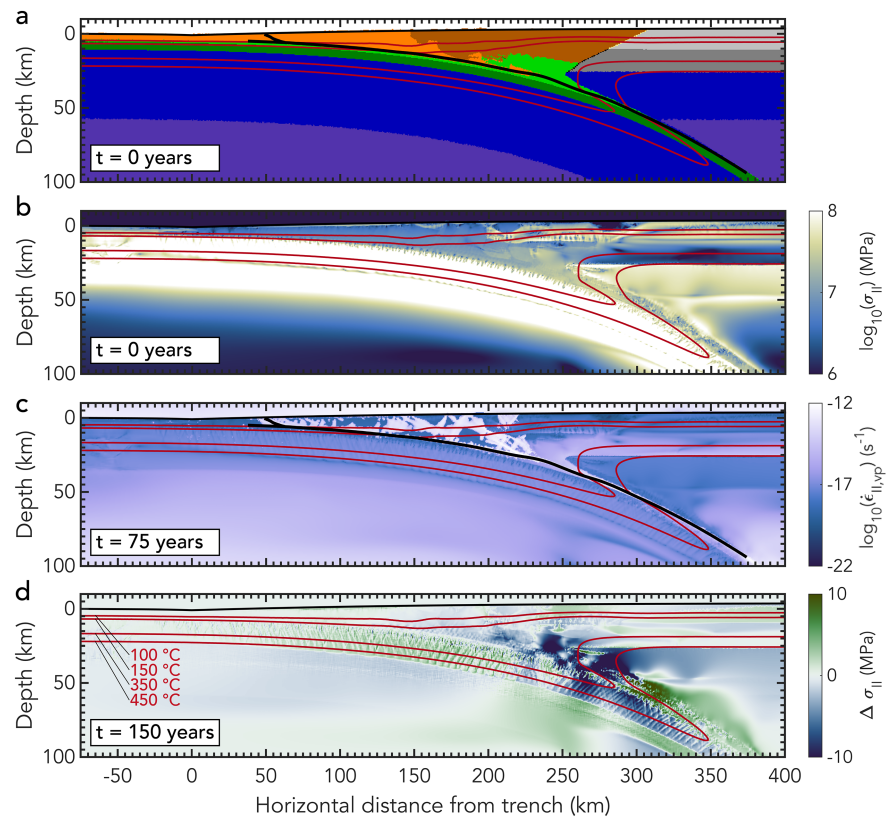 a
0
50
100
Depth (km)
t = 0 years
b
0
50
100
Depth (km)
t = 0 years
8
7
6
log₁₀(σ_II) (MPa)
c
0
50
100
Depth (km)
t = 75 years
-12
-17
-22
log₁₀(ε̇_II,vp) (s⁻¹)
d
0
50
100
Depth (km)
100 °C
150 °C
350 °C
450 °C
t = 150 years
10
0
-10
Δ σ_II (MPa)
-50 0 50 100 150 200 250 300 350 400
Horizontal distance from trench (km)